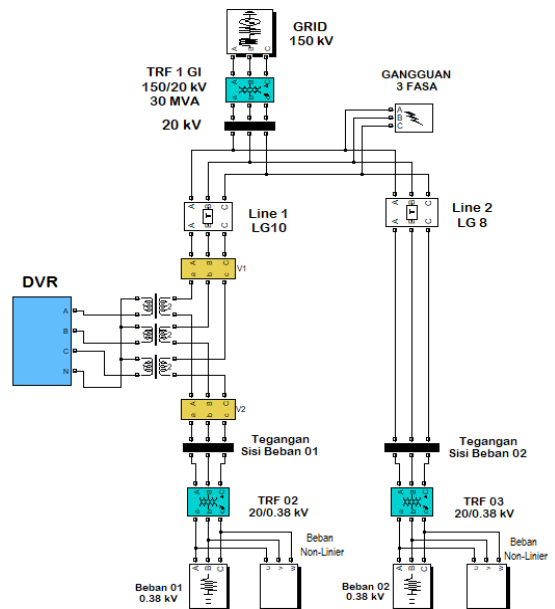 GRID
150 kV
A B C
TRF 1 GI
150/20 kV
30 MVA
A B C
a b c
20 kV
GANGGUAN
3 FASA
A
B
C
A B C
T
A B C
Line 1
LG10
A B C
T
A B C
Line 2
LG 8
A B C
a b c
V1
DVR
A
B
C
N
2
2
2
A B C
a b c
V2
Tegangan
Sisi Beban 01
Tegangan
Sisi Beban 02
A B C
a b c
TRF 02
20/0.38 kV
A B C
a b c
TRF 03
20/0.38 kV
Beban
Non-Linier
Beban
Non-Linier
A B C
u v w
A B C
u v w
Beban 01
0.38 kV
Beban 02
0.38 kV